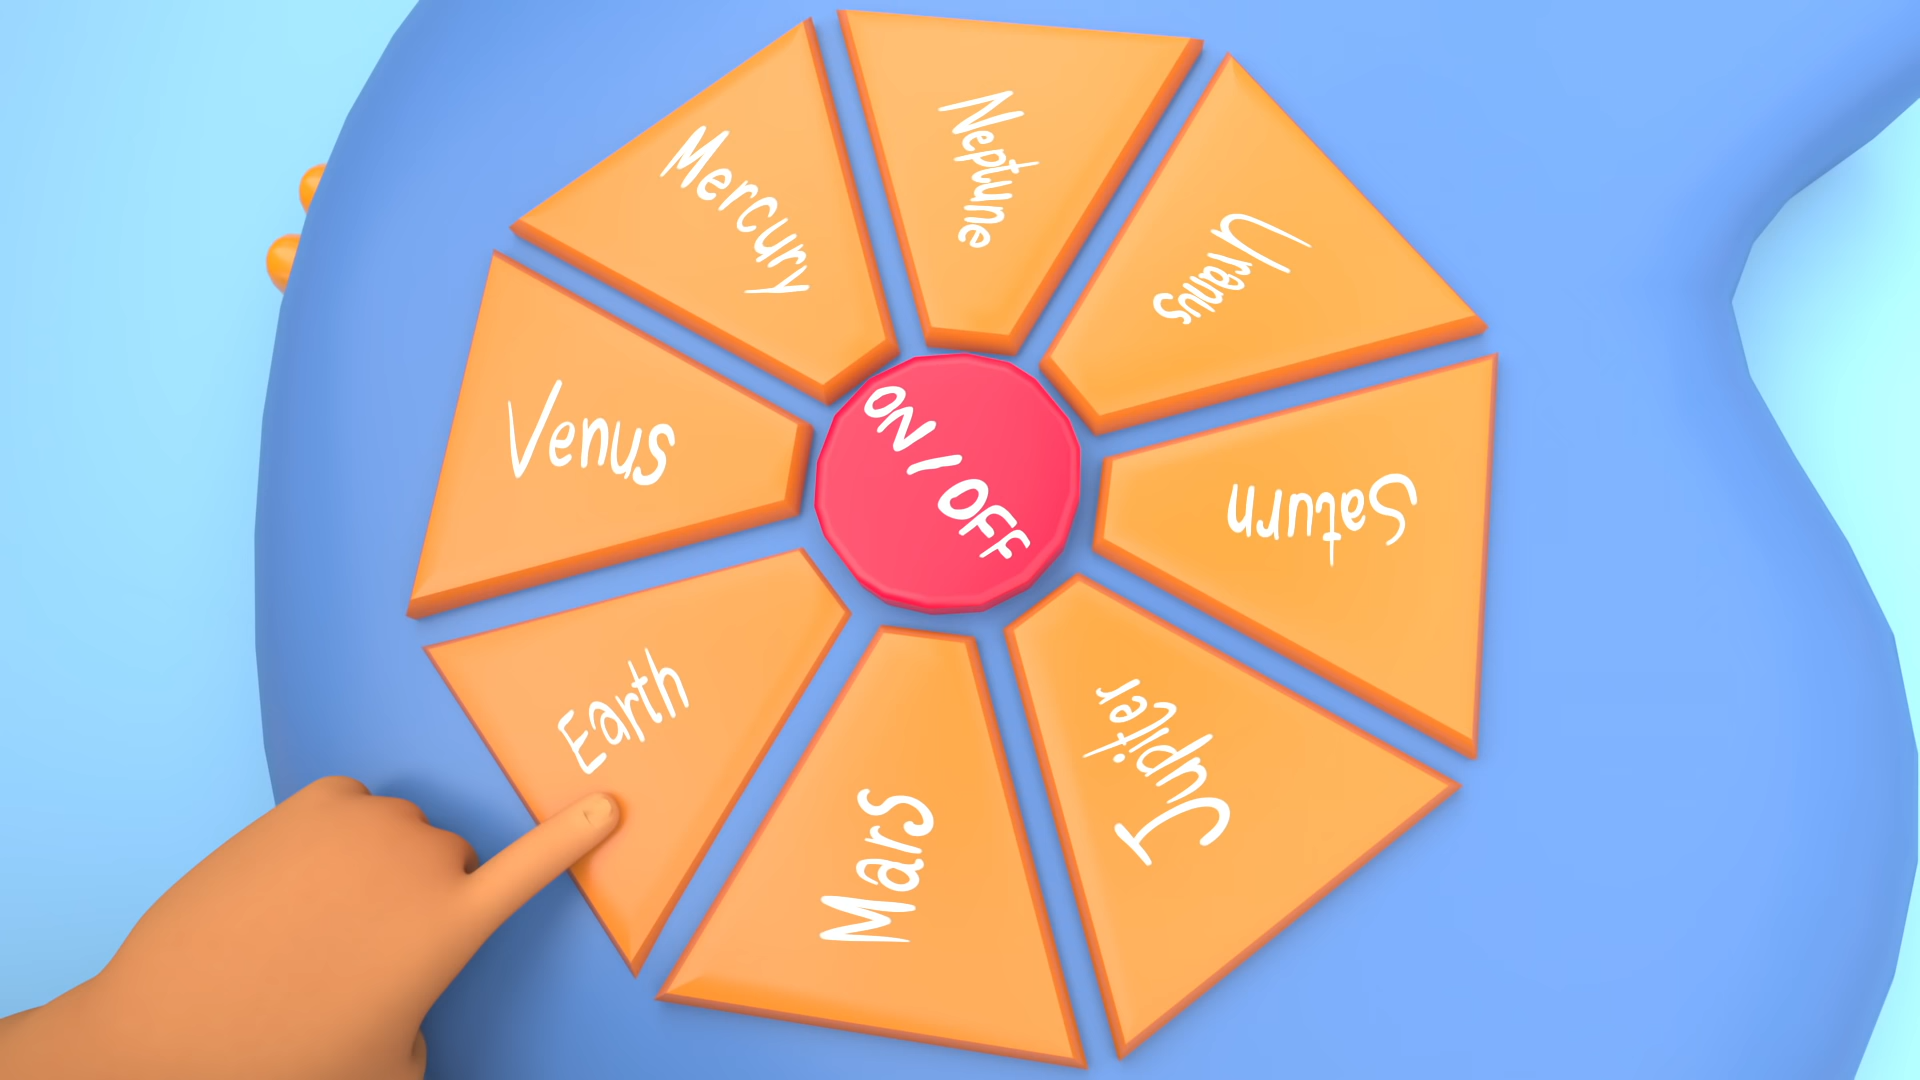 Mercury
Venus
Earth
Mars
Jupiter
Saturn
Uranus
Neptune
ON / OFF